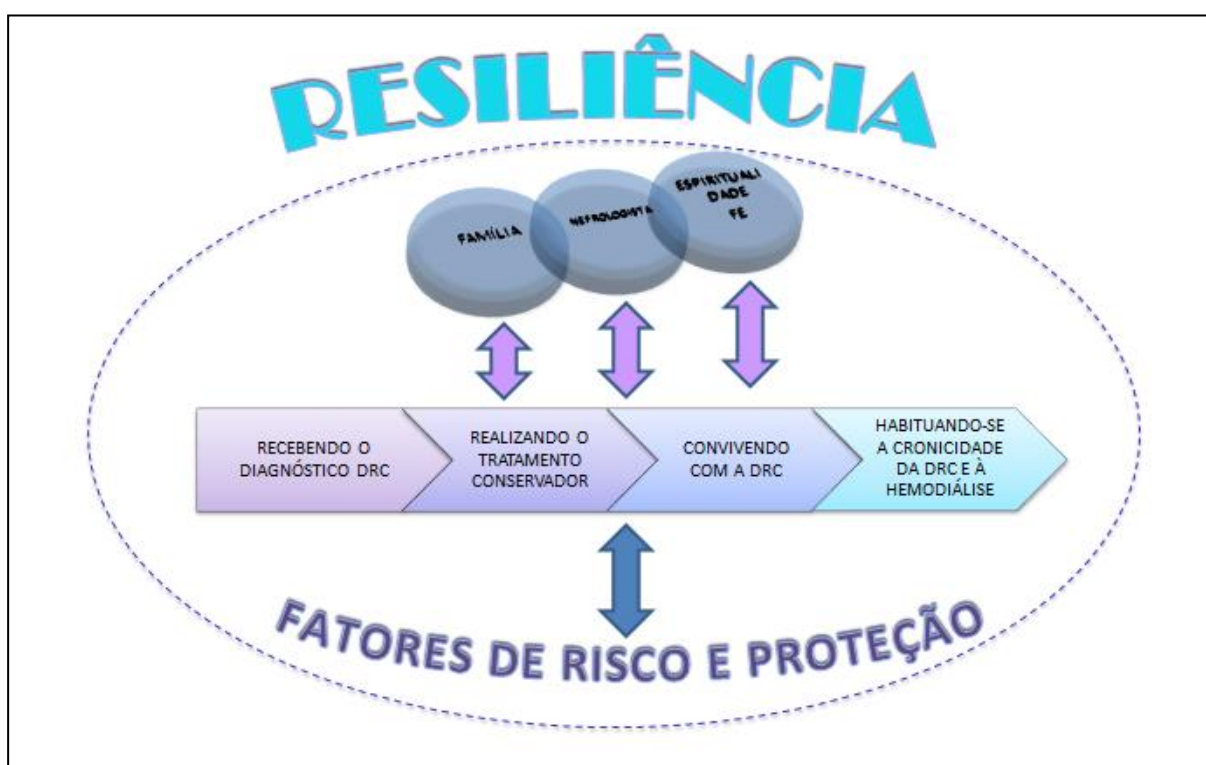 RESILIÊNCIA
FAMÍLIA
NEFROLOGISTA
ESPIRITUALI
DADE
FE
RECEBENDO O
DIAGNÓSTICO DRC
REALIZANDO O
TRATAMENTO
CONSERVADOR
CONVIVENDO
COM A DRC
HABITUANDO-SE
A CRONICIDADE
DA DRC E À
HEMODIÁLISE
FATORES DE RISCO E PROTEÇÃO